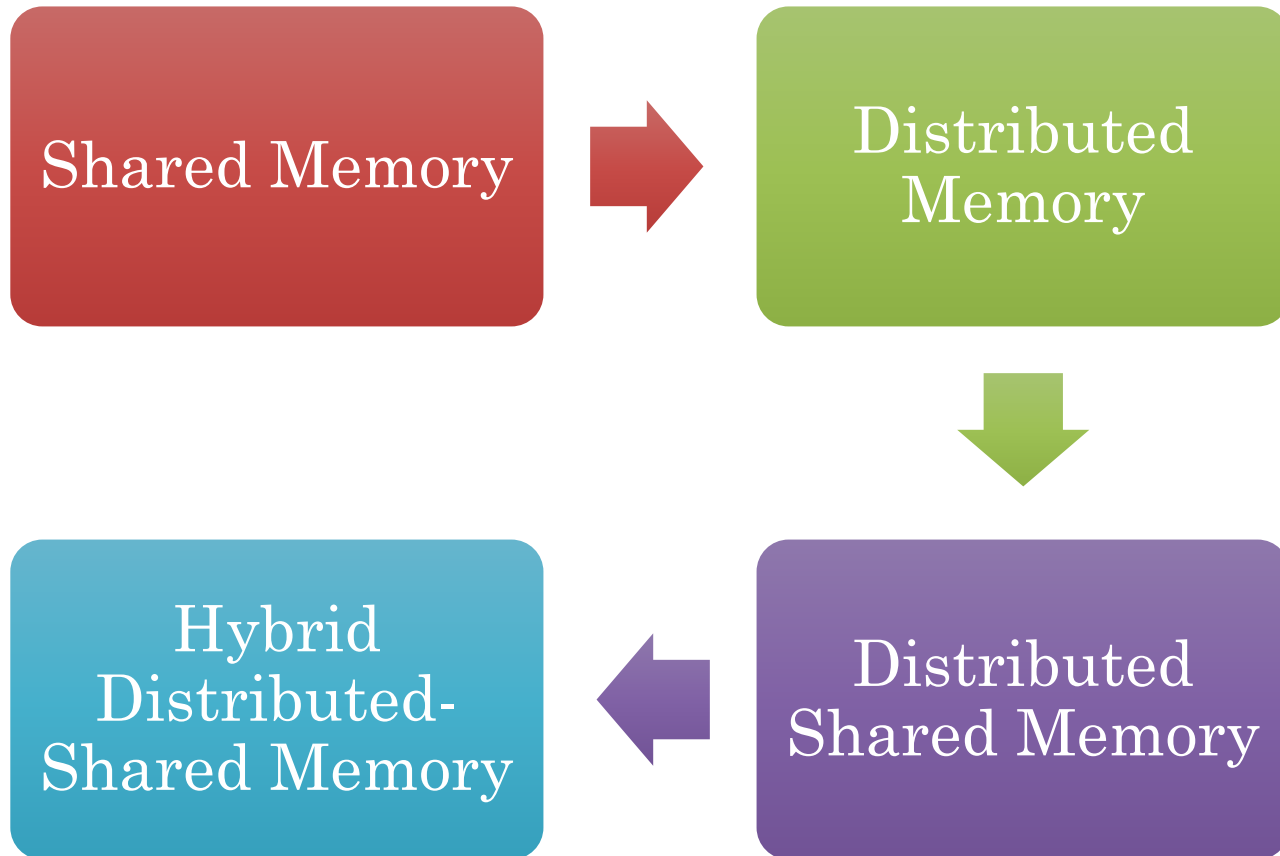 Shared Memory
Distributed
Memory
Distributed
Shared Memory
Hybrid
Distributed-
Shared Memory